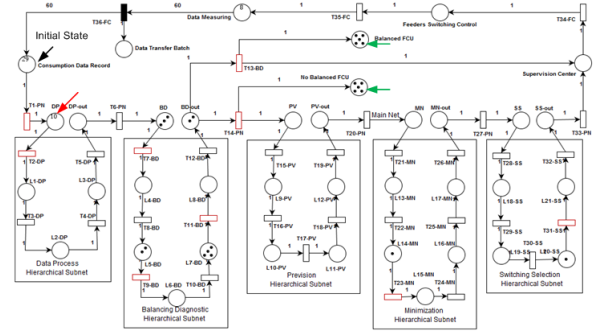 60
60
1
1
1
T36-FC
Data Measuring
8
T35-FC
Feeders Switching Control
T34-FC
Initial State
Data Transfer Batch
Balanced FCU
29
Consumption Data Record
1
T13-BD
Supervision Center
No Balanced FCU
T1-PN
DP
10
DP-out
T6-PN
BD
BD-out
T14-PN
PV
PV-out
T26-PN
Main Net
MN
MN-out
T27-PN
SS
SS-out
T33-PN
T2-DP
T5-DP
T7-BD
T12-BD
T15-PV
T19-PV
T21-MN
T26-MN
T28-SS
T32-SS
L1-DP
L3-DP
L4-BD
L8-BD
L9-PV
L12-PV
L13-MN
L17-MN
L18-SS
L21-SS
T3-DP
T4-DP
T8-BD
T11-BD
T16-PV
T18-PV
T22-MN
T25-MN
T29-SS
T31-SS
L2-DP
L5-BD
L7-BD
T17-PV
L14-MN
L16-MN
T30-SS
L19-SS
L20-SS
Data Process
Hierarchical Subnet
T9-BD
L6-BD
T10-BD
L10-PV
L11-PV
L15-MN
T23-MN
T24-MN
Balancing Diagnostic
Hierarchical Subnet
Prevision
Hierarchical Subnet
Minimization
Hierarchical Subnet
Switching Selection
Hierarchical Subnet